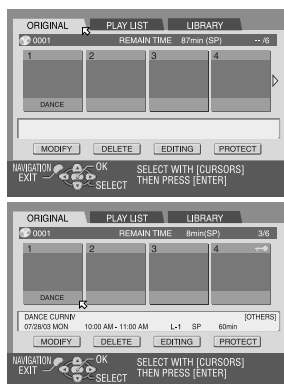 ORIGINAL PLAY LIST LIBRARY
0001 REMAIN TIME 87min (SP) -- /6
1 2 3 4
DANCE
MODIFY DELETE EDITING PROTECT
NAVIGATION OK SELECT WITH [CURSORS]
EXIT SELECT THEN PRESS [ENTER]
ORIGINAL PLAY LIST LIBRARY
0001 REMAIN TIME 8min(SP) 3/6
1 2 3 4
DANCE
DANCE CURNIV [OTHERS]
07/28/03 MON 10:00 AM - 11:00 AM L-1 SP 60min
MODIFY DELETE EDITING PROTECT
NAVIGATION OK SELECT WITH [CURSORS]
EXIT SELECT THEN PRESS [ENTER]